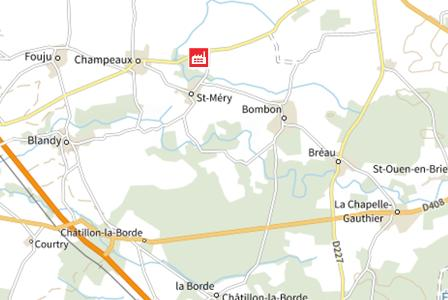 Fouju
Champeaux
St-Méry
Bombon
Blandy
Bréau
St-Ouen-en-Brie
La Chapelle-
Gauthier
D408
Châtillon-la-Borde
Courtry
D227
la Borde
Châtillon-la-Borde